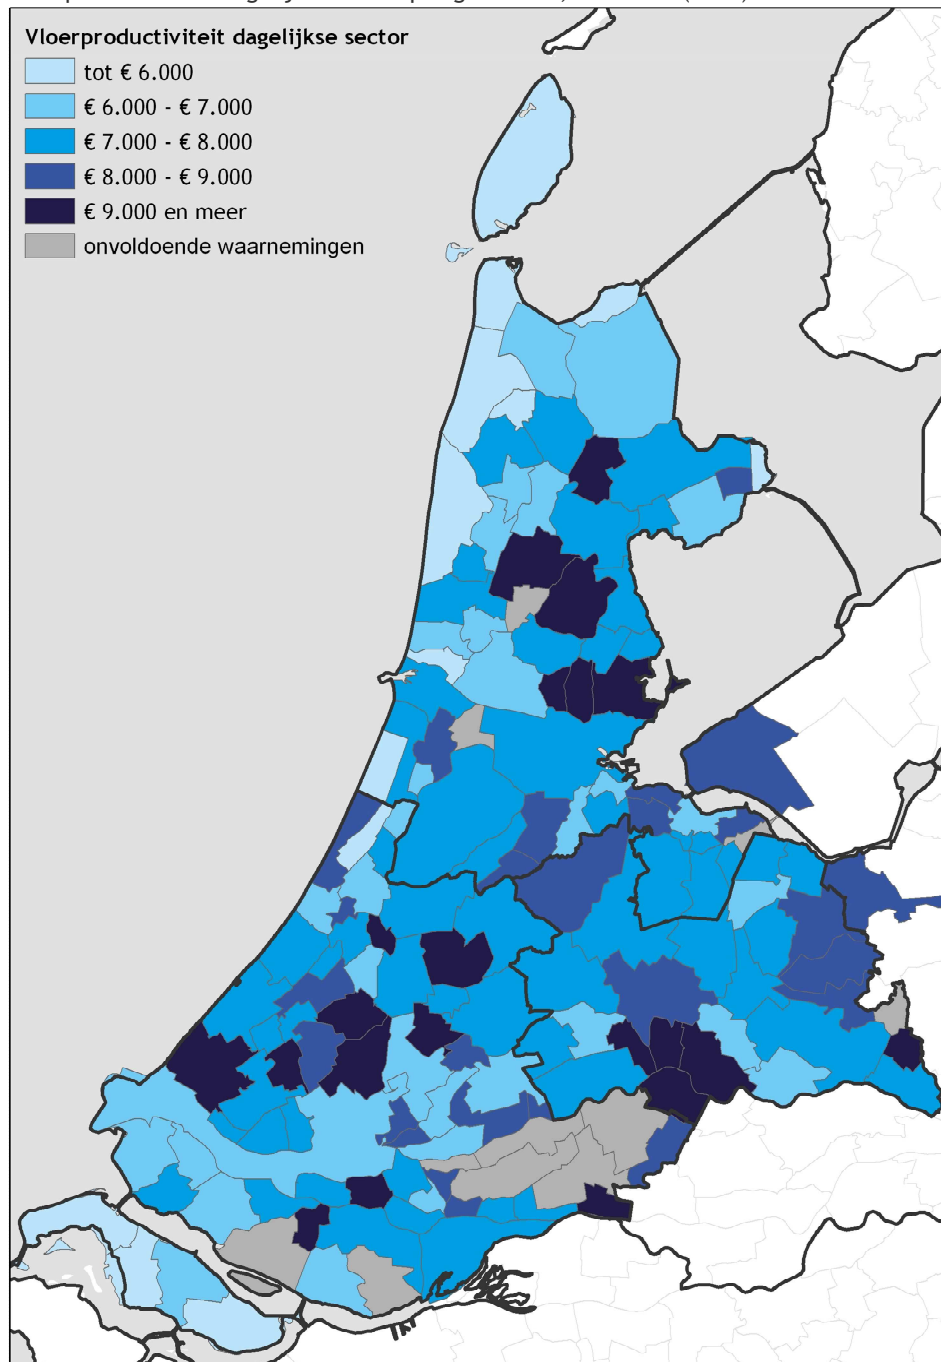 Vloerproductiviteit dagelijkse sector
tot € 6.000
€ 6.000 - € 7.000
€ 7.000 - € 8.000
€ 8.000 - € 9.000
€ 9.000 en meer
onvoldoende waarnemingen